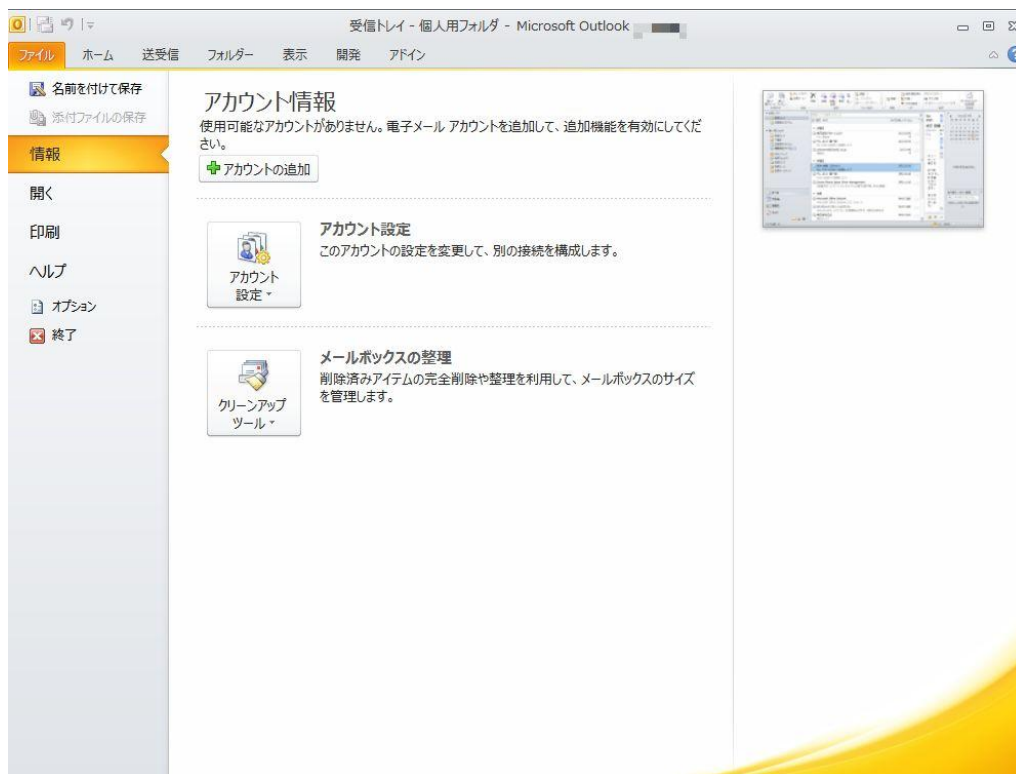 受信トレイ - 個人用フォルダ - Microsoft Outlook
ファイル ホーム 送受信 フォルダー 表示 開発 アドイン
名前を付けて保存
添付ファイルの保存
情報
開く
印刷
ヘルプ
オプション
終了
アカウント情報
使用可能なアカウントがありません。電子メール アカウントを追加して、追加機能を有効にしてくだ
さい。
アカウントの追加
アカウント
設定
アカウント設定
このアカウントの設定を変更して、別の接続を構成します。
クリーンアップ
ツール
メールボックスの整理
削除済みアイテムの完全削除や整理を利用して、メールボックスのサイズ
を管理します。